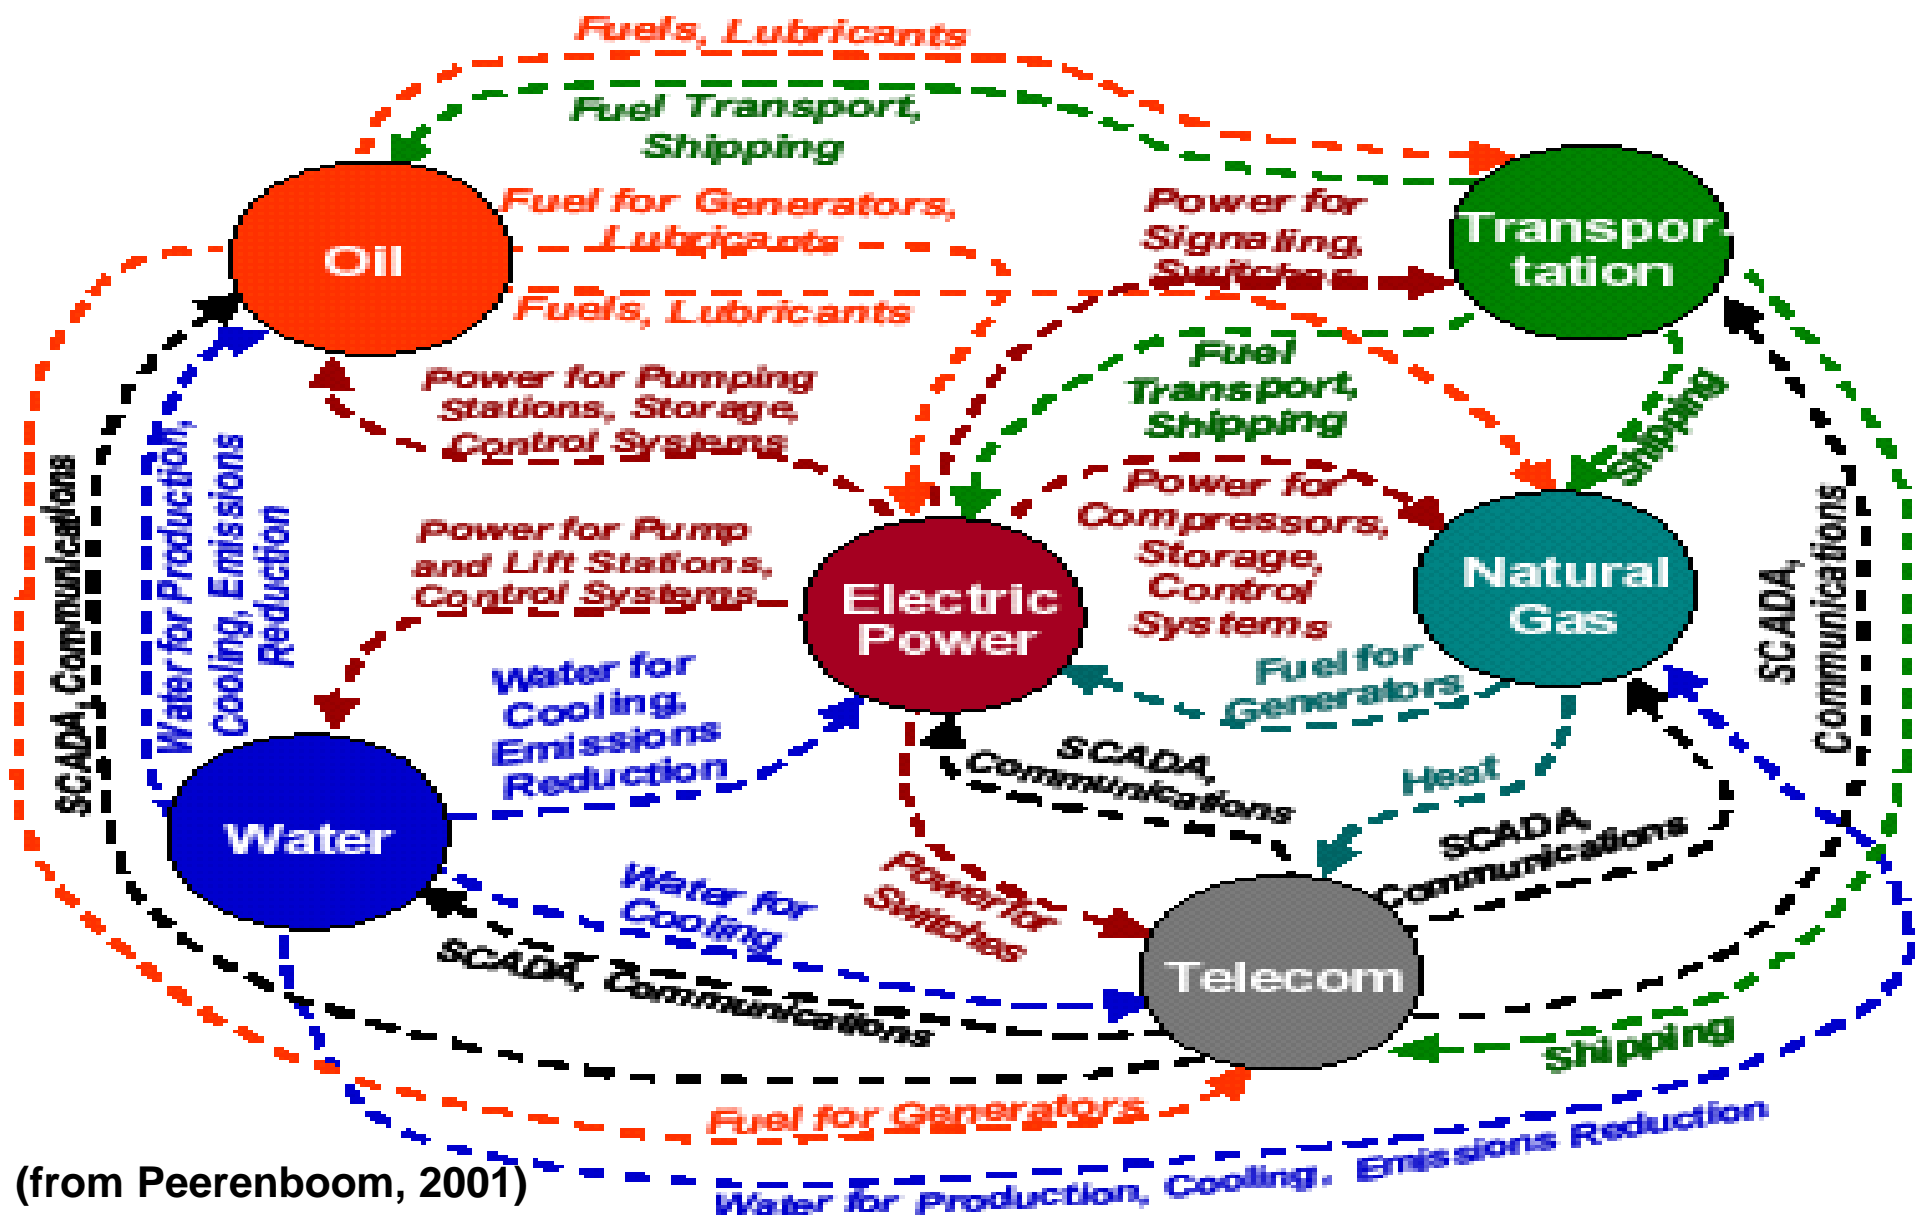 Fuels, Lubricants
Fuel Transport,
Shipping
Fuel for Generators,
Lubricants
Power for
Signaling,
Switches
Transpor-
tation
Oil
Fuels, Lubricants
Fuel
Transport,
Shipping
Shipping
Power for Pumping
Stations, Storage,
Control Systems
Power for
Compressors,
Storage,
Control
Systems
SCADA, Communications
Water for Production,
Cooling, Emissions
Reduction
Power for Pump
and Lift Stations,
Control Systems
Electric
Power
Natural
Gas
SCADA,
Communications
Water for
Cooling,
Emissions
Reduction
Fuel for
Generators
SCADA,
Communications
Heat
SCADA,
Communications
Water
Water for
Cooling
Power for
Switches
SCADA, Communications
Telecom
Shipping
Fuel for Generators
Water for Production, Cooling, Emissions Reduction
(from Peerenboom, 2001)